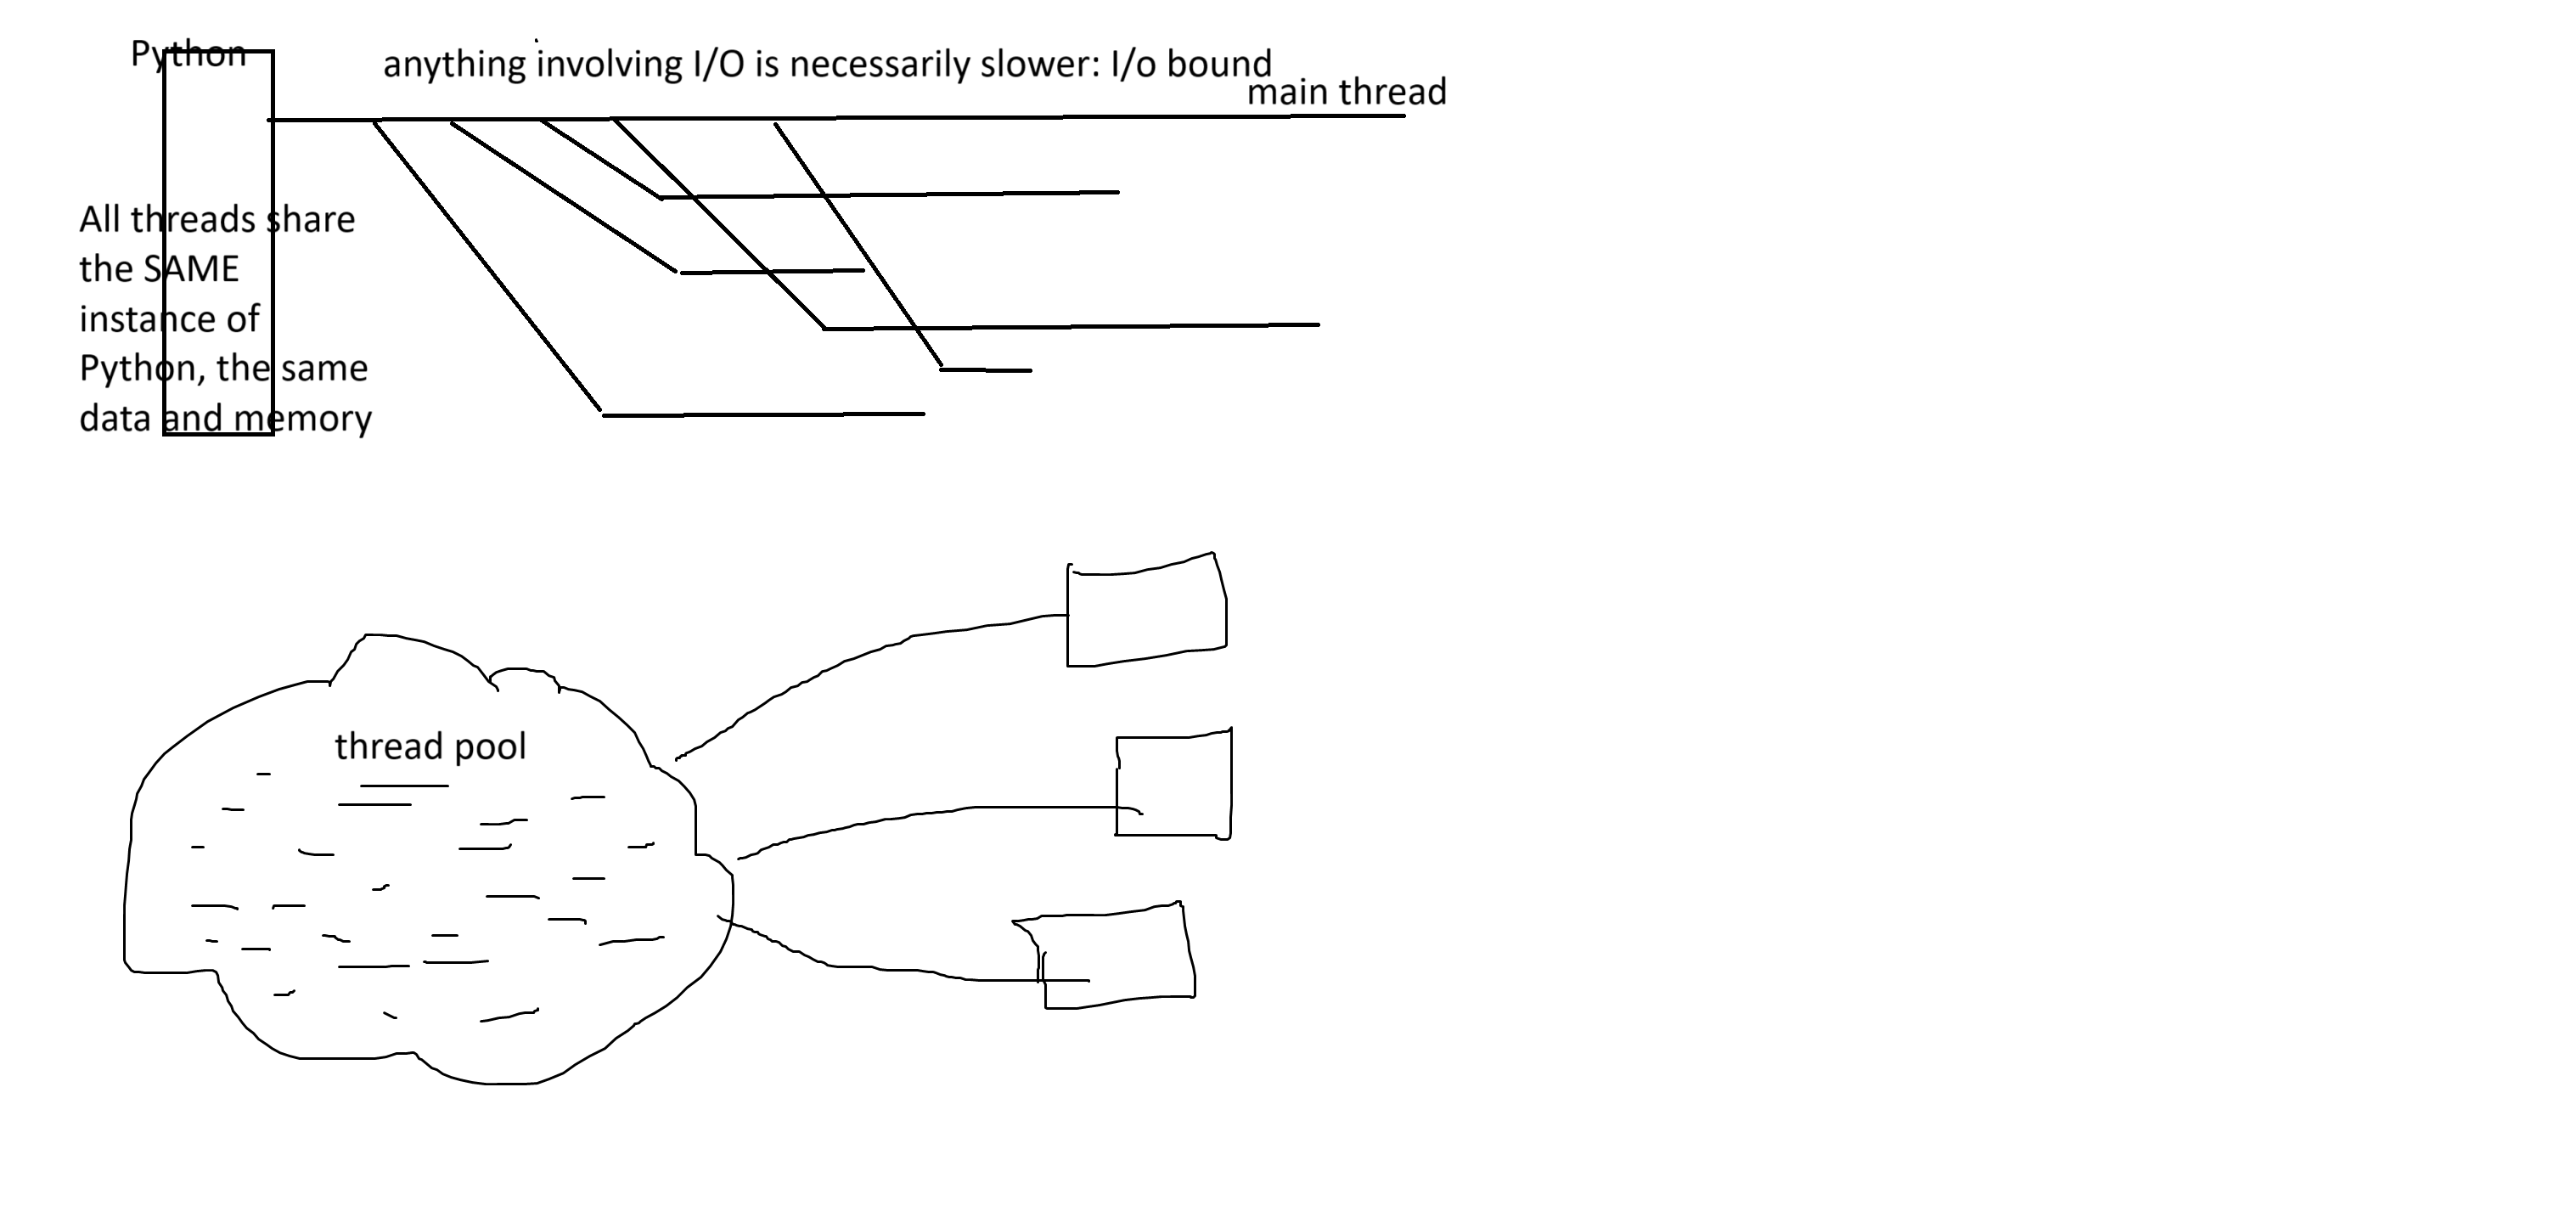 Python
anything involving I/O is necessarily slower: I/o bound
main thread
All threads share
the SAME
instance of
Python, the same
data and memory
thread pool